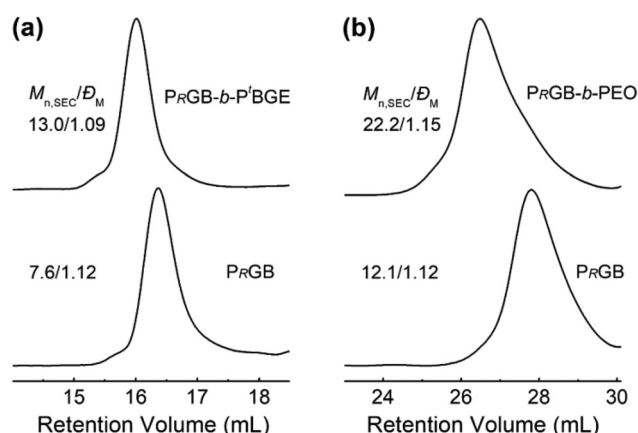 (a)
Mn,SEC/ĐM
13.0/1.09
PRGB-b-PtBGE
7.6/1.12
PRGB
15 16 17 18
Retention Volume (mL)
(b)
Mn,SEC/ĐM
22.2/1.15
PRGB-b-PEO
12.1/1.12
PRGB
24 26 28 30
Retention Volume (mL)